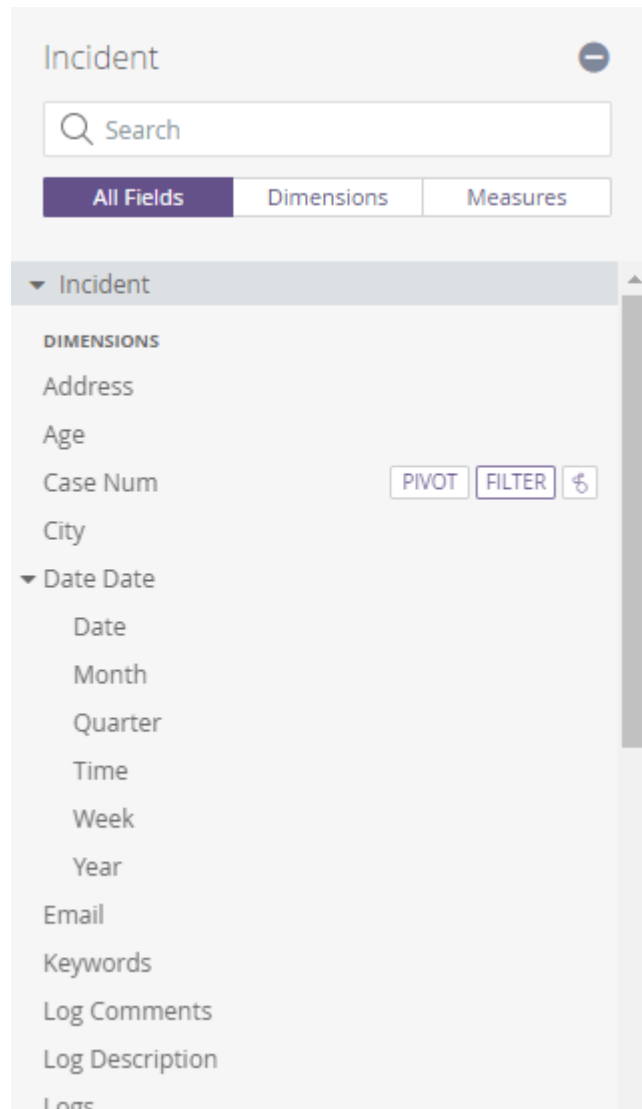 Incident
Search
All Fields Dimensions Measures
Incident
DIMENSIONS
Address
Age
Case Num PIVOT FILTER
City
Date Date
Date
Month
Quarter
Time
Week
Year
Email
Keywords
Log Comments
Log Description
Logs